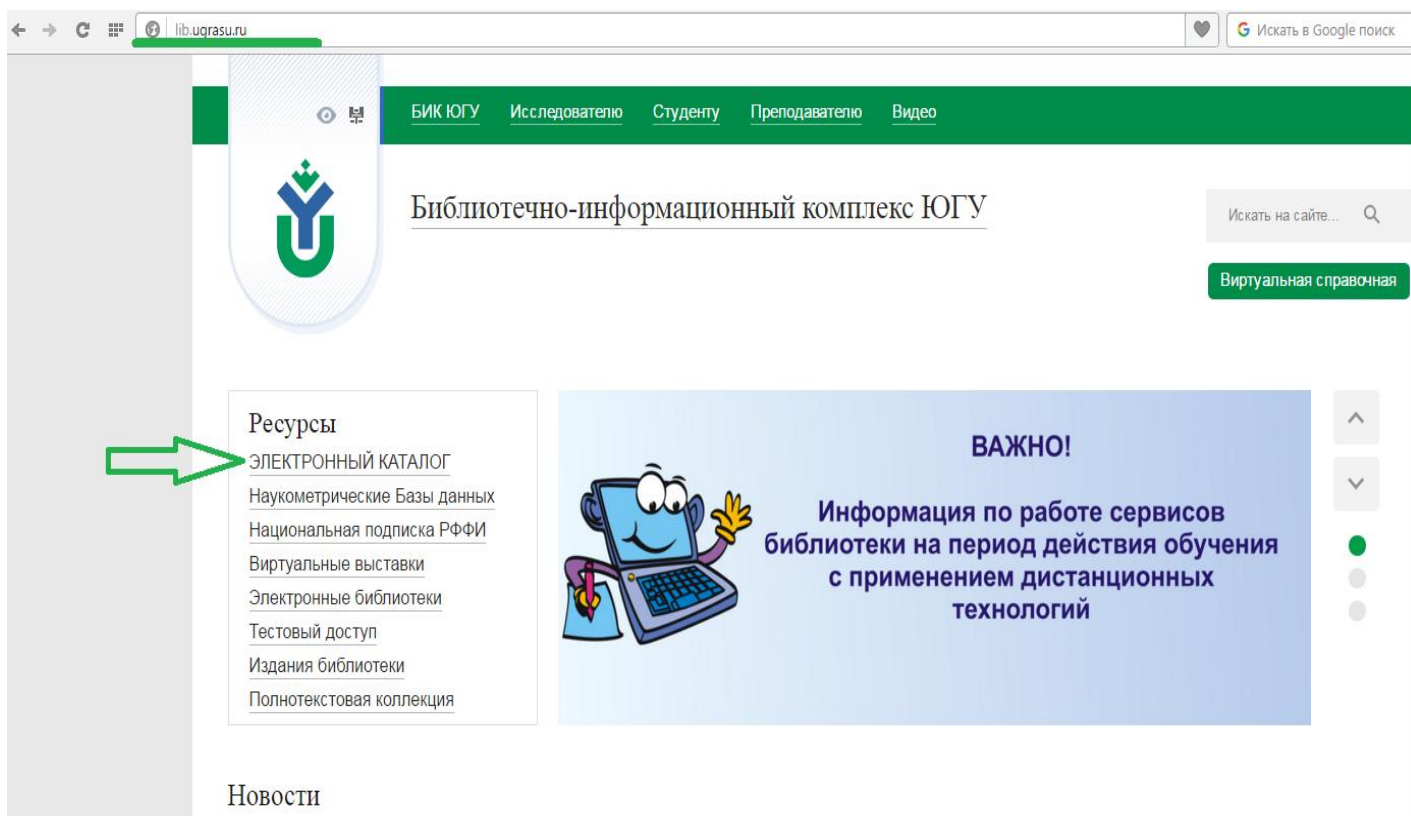 lib.ugrasu.ru
Искать в Google поиск
БИК ЮГУ Исследователю Студенту Преподавателю Видео
Библиотечно-информационный комплекс ЮГУ
Искать на сайте...
Виртуальная справочная
Ресурсы
ЭЛЕКТРОННЫЙ КАТАЛОГ
Наукометрические Базы данных
Национальная подписка РФФИ
Виртуальные выставки
Электронные библиотеки
Тестовый доступ
Издания библиотеки
Полнотекстовая коллекция
ВАЖНО!
Информация по работе сервисов
библиотеки на период действия обучения
с применением дистанционных
технологий
Новости